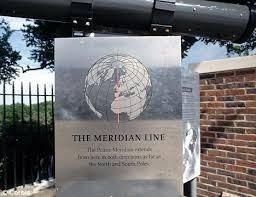 THE MERIDIAN LINE
The Prime Meridian extends
from here in both directions as far as
the North and South Poles.